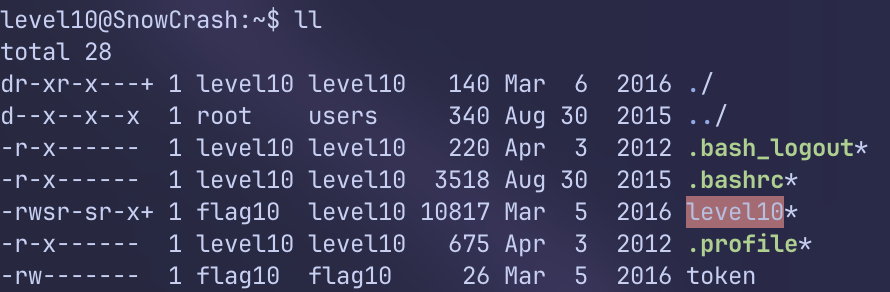 level10@SnowCrash:~$ ll
total 28
dr-xr-x---+ 1 level10 level10   140 Mar  6  2016 ./
d--x--x--x  1 root    users     340 Aug 30  2015 ../
-r-x------  1 level10 level10   220 Apr  3  2012 .bash_logout*
-r-x------  1 level10 level10  3518 Aug 30  2015 .bashrc*
-rwsr-sr-x+ 1 flag10  level10 10817 Mar  5  2016 level10*
-r-x------  1 level10 level10   675 Apr  3  2012 .profile*
-rw-------  1 flag10  flag10     26 Mar  5  2016 token